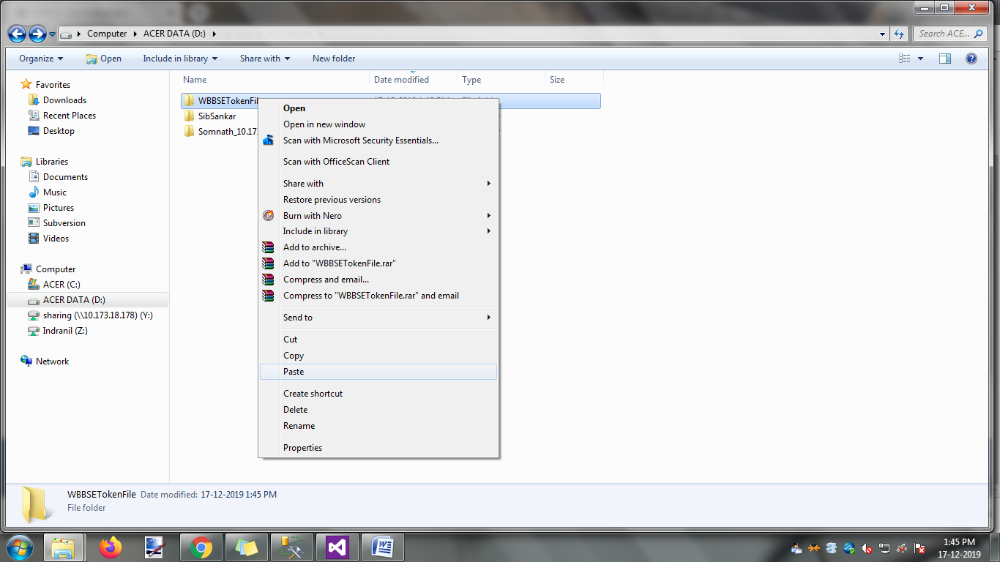 Computer ACER DATA (D:)
Search ACE...
Organize Open Include in library Share with New folder
Name Date modified Type Size
Favorites
Downloads
Recent Places
Desktop
Libraries
Documents
Music
Pictures
Subversion
Videos
Computer
ACER (C:)
ACER DATA (D:)
sharing (\\10.173.18.178) (Y:)
Indranil (Z:)
Network
WBBSETokenFil
SibSankar
Somnath_10.17
Open
Open in new window
Scan with Microsoft Security Essentials...
Scan with OfficeScan Client
Share with
Restore previous versions
Burn with Nero
Include in library
Add to archive...
Add to "WBBSETokenFile.rar"
Compress and email...
Compress to "WBBSETokenFile.rar" and email
Send to
Cut
Copy
Paste
Create shortcut
Delete
Rename
Properties
WBBSETokenFile Date modified: 17-12-2019 1:45 PM
File folder
1:45 PM
17-12-2019